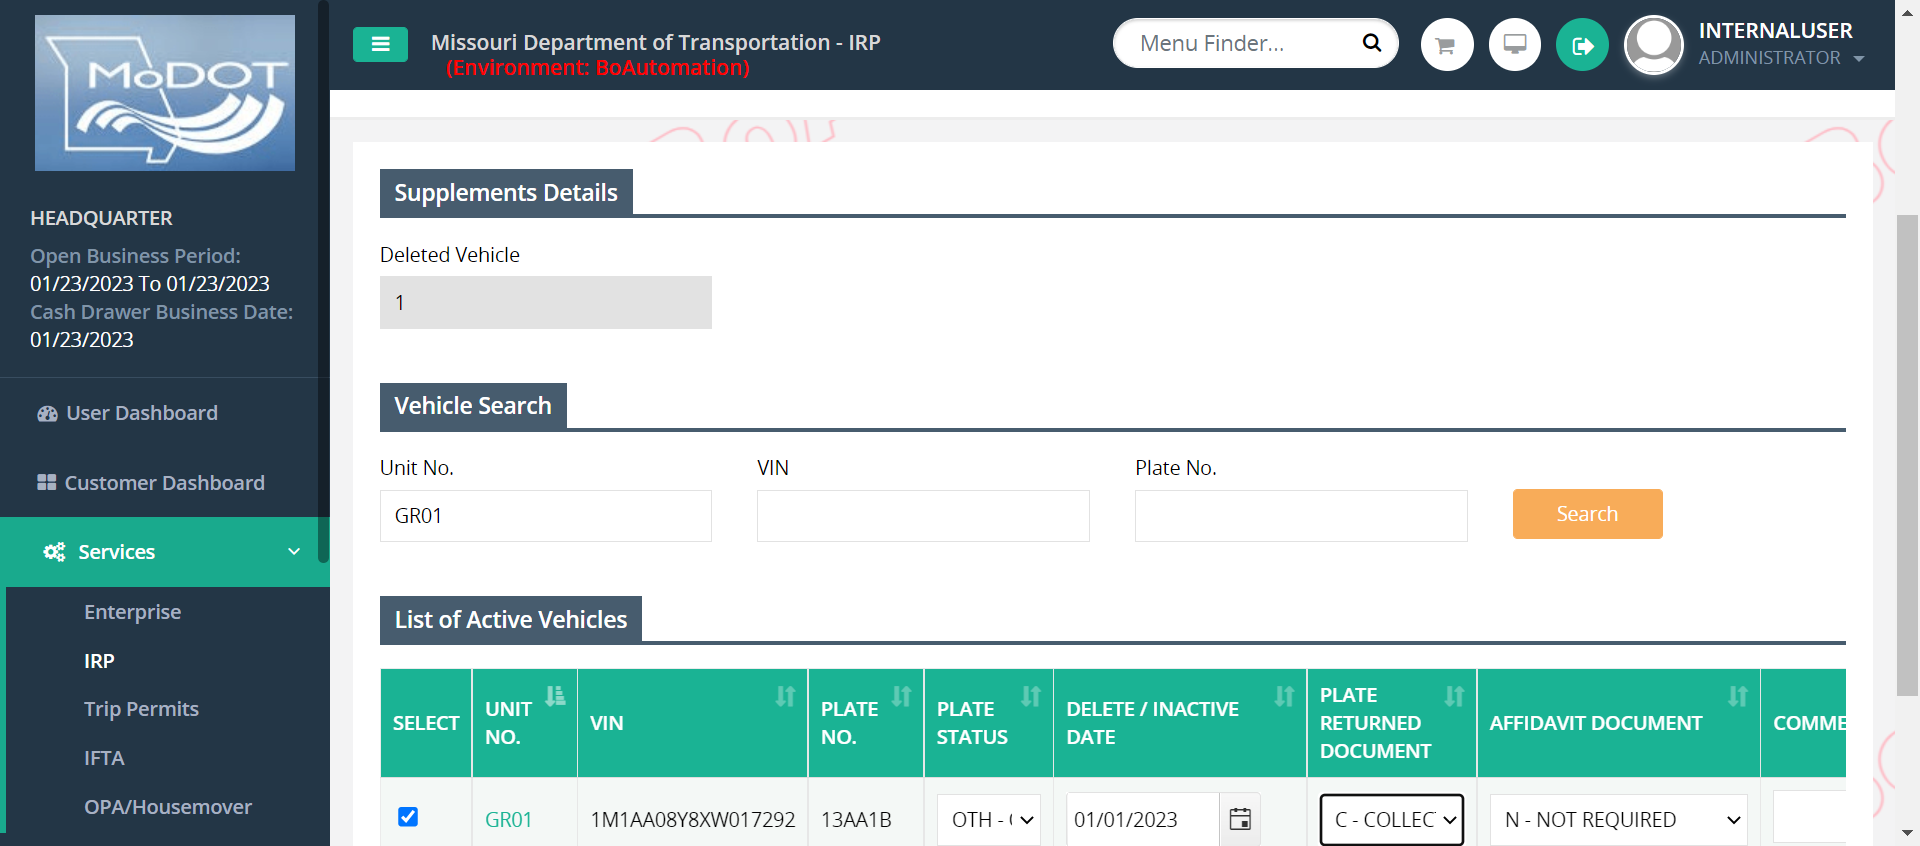 MoDOT
Missouri Department of Transportation - IRP
(Environment: BoAutomation)
Menu Finder...
INTERNALUSER
ADMINISTRATOR
HEADQUARTER
Open Business Period:
01/23/2023 To 01/23/2023
Cash Drawer Business Date:
01/23/2023
User Dashboard
Customer Dashboard
Services
Enterprise
IRP
Trip Permits
IFTA
OPA/Housemover
Supplements Details
Deleted Vehicle
1
Vehicle Search
Unit No. VIN Plate No.
GR01 Search
List of Active Vehicles
SELECT UNIT NO. VIN PLATE NO. PLATE STATUS DELETE / INACTIVE DATE PLATE RETURNED DOCUMENT AFFIDAVIT DOCUMENT COMME
GR01 1M1AA08Y8XW017292 13AA1B OTH - 01/01/2023 C - COLLECT N - NOT REQUIRED